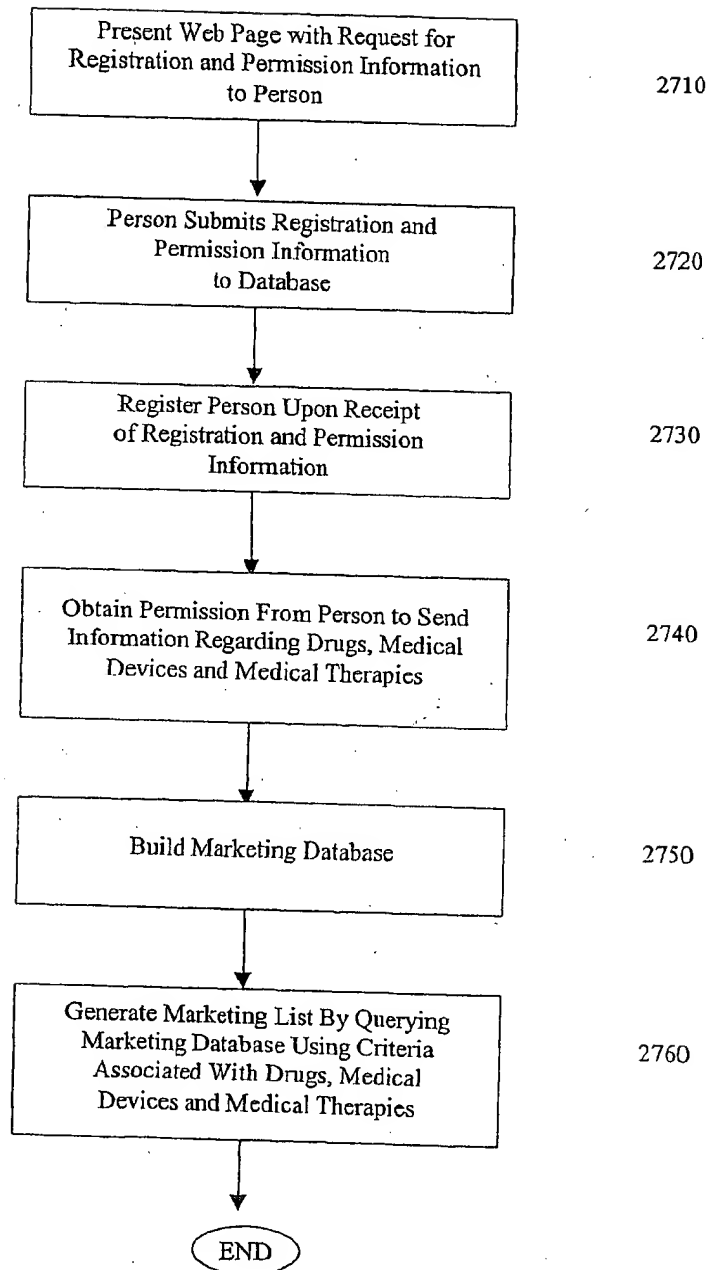 Present Web Page with Request for
Registration and Permission Information
to Person
2710
Person Submits Registration and
Permission Information
to Database
2720
Register Person Upon Receipt
of Registration and Permission
Information
2730
Obtain Permission From Person to Send
Information Regarding Drugs, Medical
Devices and Medical Therapies
2740
Build Marketing Database
2750
Generate Marketing List By Querying
Marketing Database Using Criteria
Associated With Drugs, Medical
Devices and Medical Therapies
2760
END